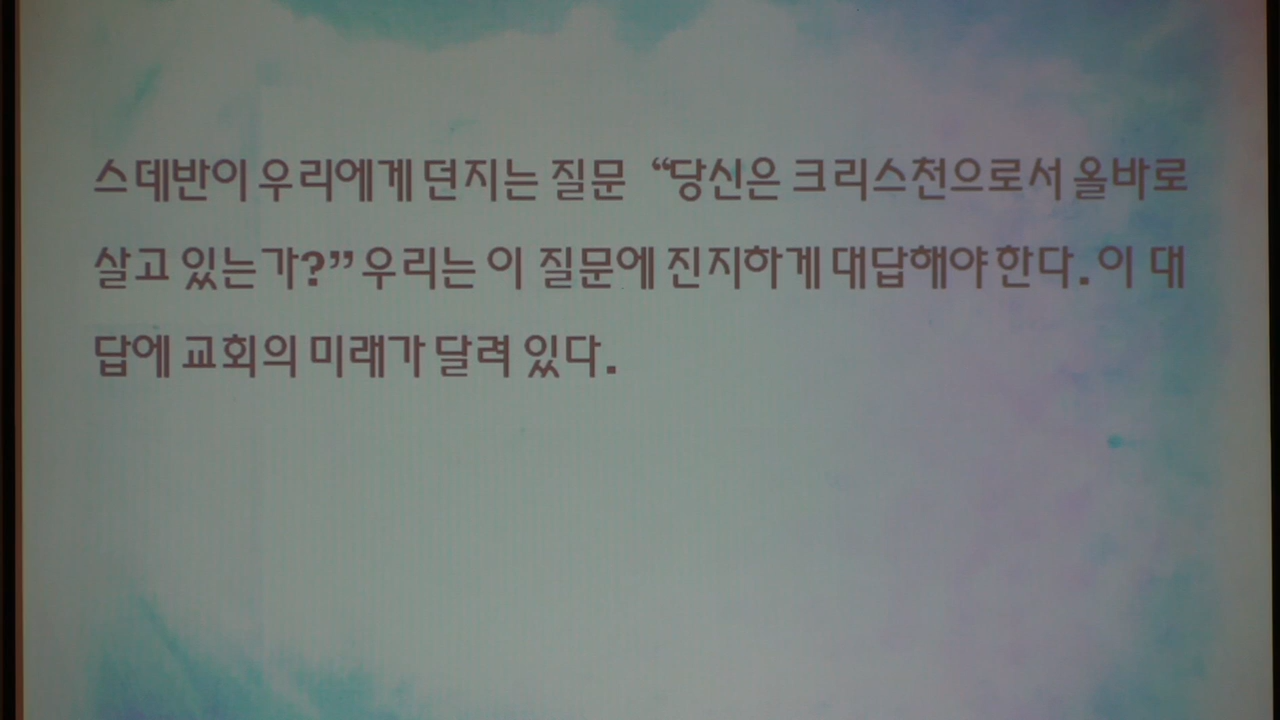 스데반이 우리에게 던지는 질문 “당신은 크리스천으로서 올바로
살고 있는가?” 우리는 이 질문에 진지하게 대답해야 한다. 이 대
답에 교회의 미래가 달려 있다.